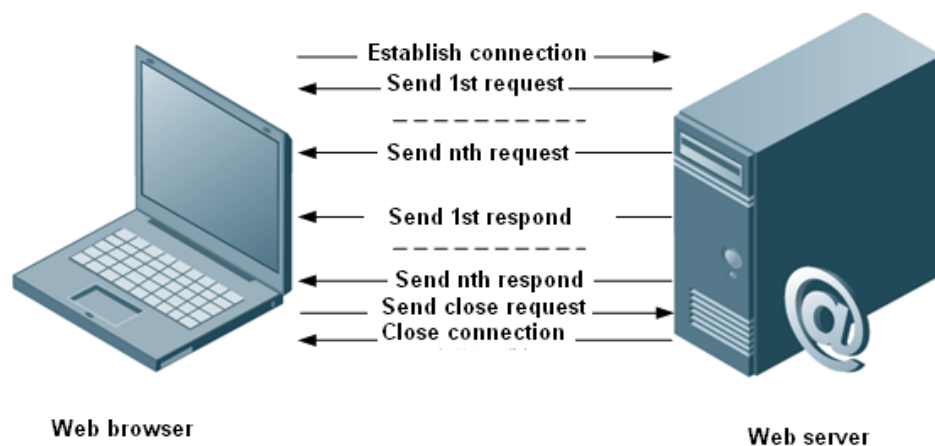 Establish connection
Send 1st request
Send nth request
Send 1st respond
Send nth respond
Send close request
Close connection
@
Web browser
Web server